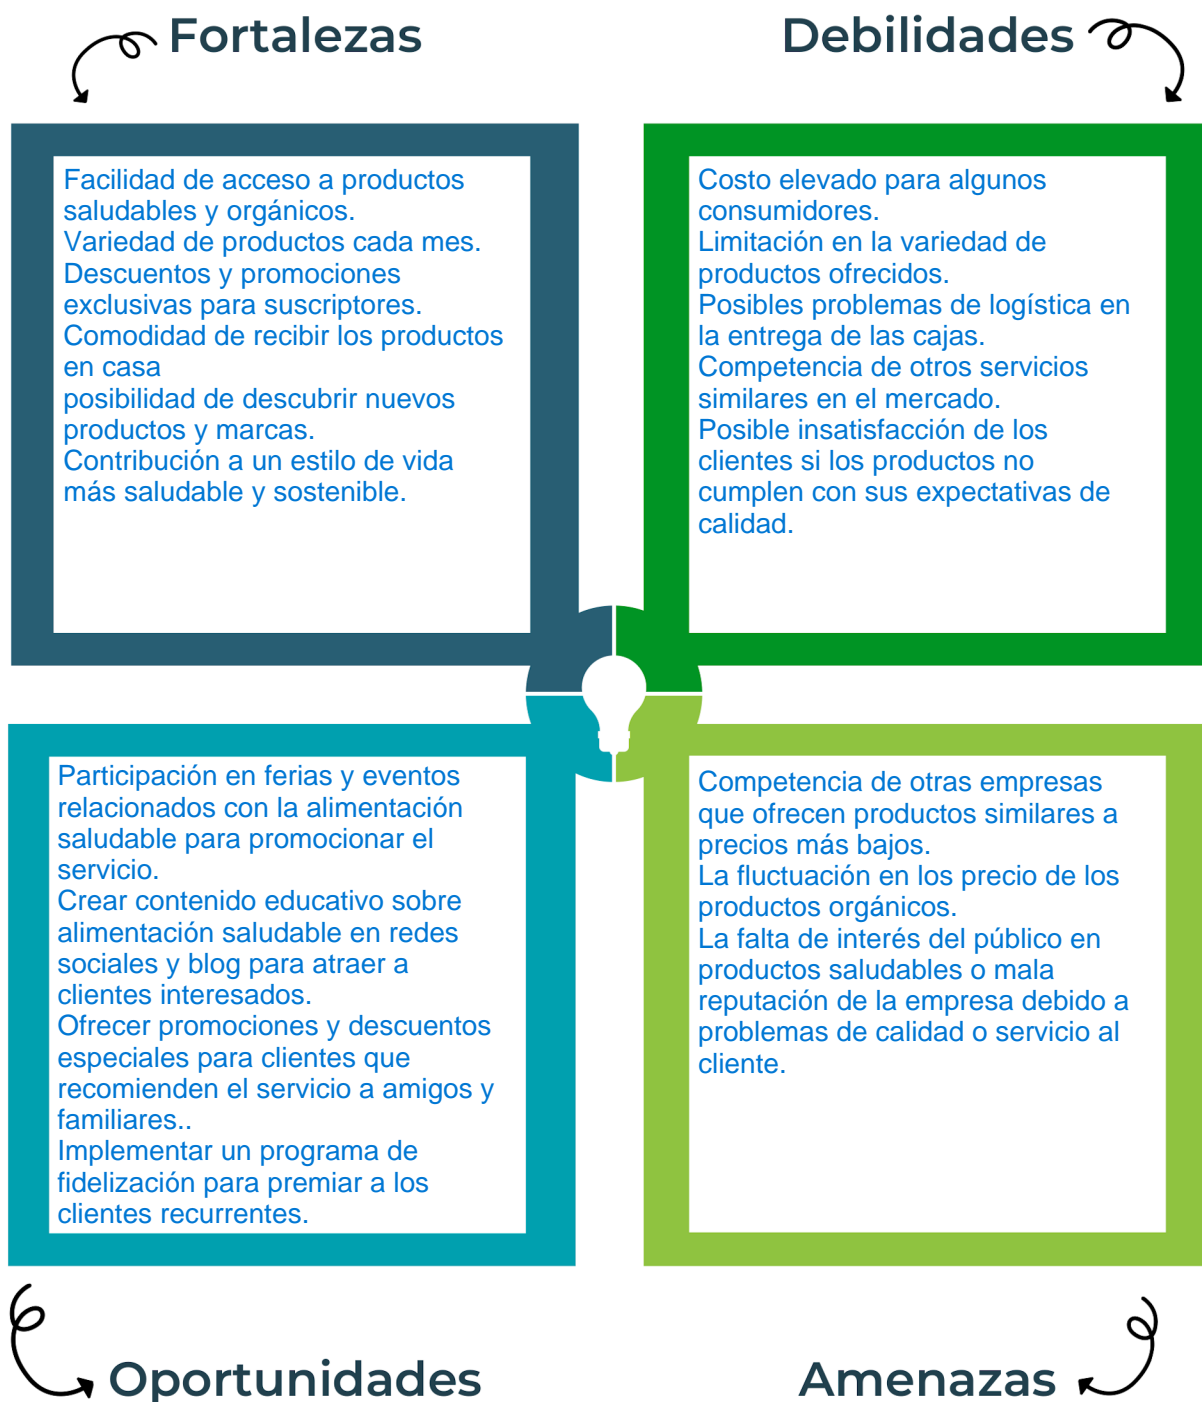 Fortalezas
Facilidad de acceso a productos
saludables y orgánicos.
Variedad de productos cada mes.
Descuentos y promociones
exclusivas para suscriptores.
Comodidad de recibir los productos
en casa
posibilidad de descubrir nuevos
productos y marcas.
Contribución a un estilo de vida
más saludable y sostenible.
Debilidades
Costo elevado para algunos
consumidores.
Limitación en la variedad de
productos ofrecidos.
Posibles problemas de logística en
la entrega de las cajas.
Competencia de otros servicios
similares en el mercado.
Posible insatisfacción de los
clientes si los productos no
cumplen con sus expectativas de
calidad.
Participación en ferias y eventos
relacionados con la alimentación
saludable para promocionar el
servicio.
Crear contenido educativo sobre
alimentación saludable en redes
sociales y blog para atraer a
clientes interesados.
Ofrecer promociones y descuentos
especiales para clientes que
recomienden el servicio a amigos y
familiares..
Implementar un programa de
fidelización para premiar a los
clientes recurrentes.
Oportunidades
Competencia de otras empresas
que ofrecen productos similares a
precios más bajos.
La fluctuación en los precio de los
productos orgánicos.
La falta de interés del público en
productos saludables o mala
reputación de la empresa debido a
problemas de calidad o servicio al
cliente.
Amenazas